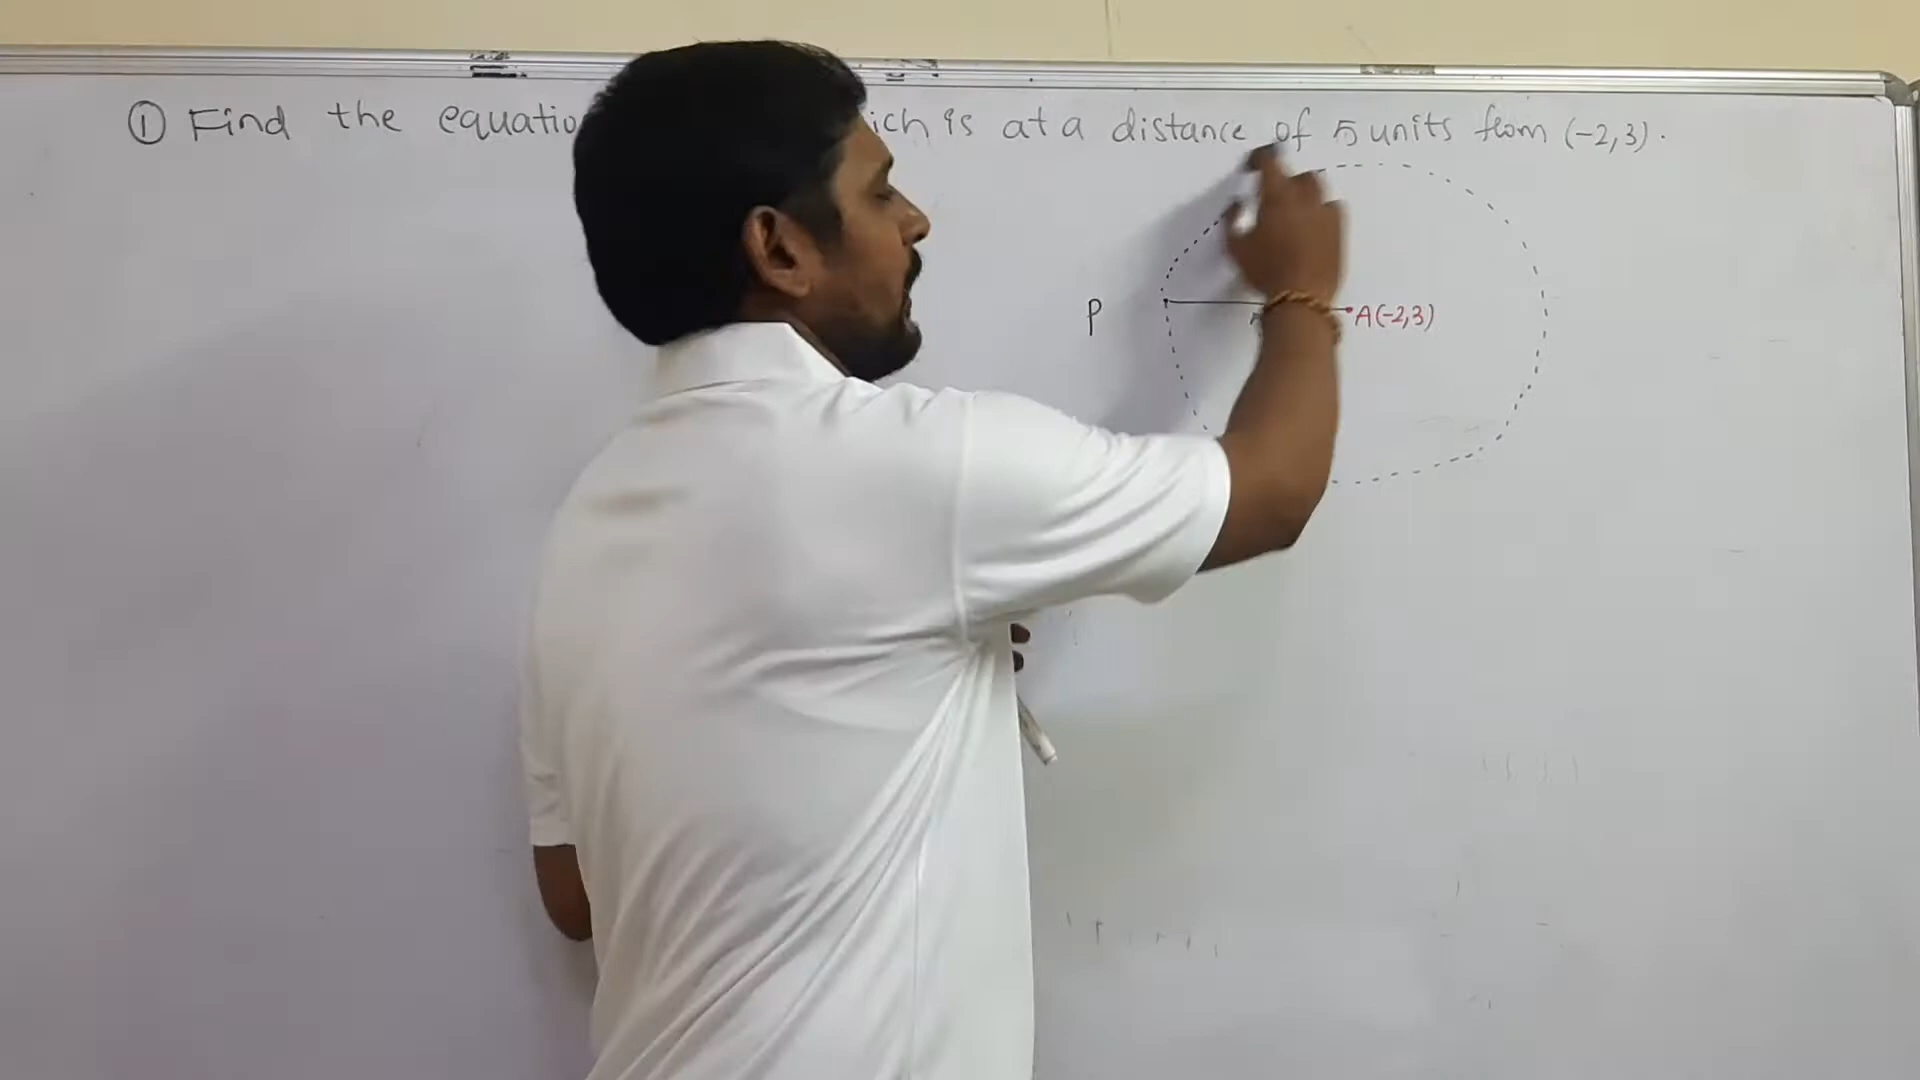 ① Find the equatio ich is at a distance of 5 units from (-2,3).
P
A(-2,3)